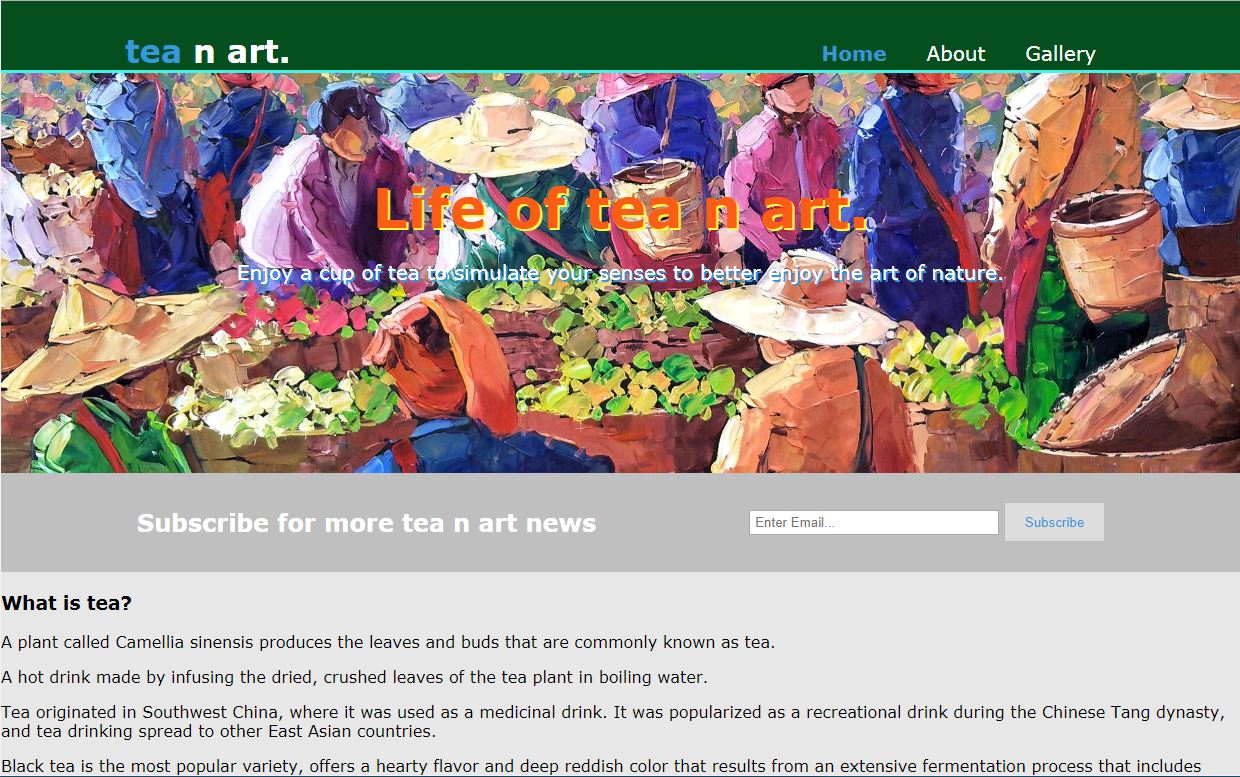 tea n art.
Home About Gallery
Life of tea n art.
Enjoy a cup of tea to simulate your senses to better enjoy the art of nature.
Subscribe for more tea n art news
Enter Email...
Subscribe
What is tea?
A plant called Camellia sinensis produces the leaves and buds that are commonly known as tea.
A hot drink made by infusing the dried, crushed leaves of the tea plant in boiling water.
Tea originated in Southwest China, where it was used as a medicinal drink. It was popularized as a recreational drink during the Chinese Tang dynasty,
and tea drinking spread to other East Asian countries.
Black tea is the most popular variety, offers a hearty flavor and deep reddish color that results from an extensive fermentation process that includes